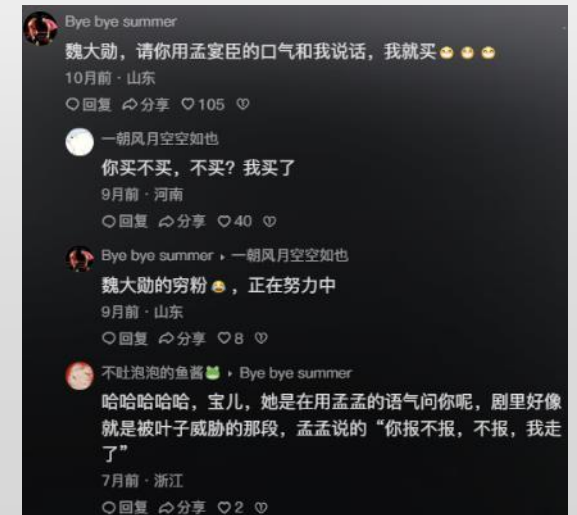 Bye bye summer
魏大勋，请你用孟宴臣的口气和我说话，我就买
10月前 · 山东
回复 分享 105
一朝风月空空如也
你买不买，不买？我买了
9月前 · 河南
回复 分享 40
Bye bye summer 一朝风月空空如也
魏大勋的穷粉，正在努力中
9月前 · 山东
回复 分享 8
不吐泡泡的鱼酱 Bye bye summer
哈哈哈哈哈，宝儿，她是在用孟孟的语气问你呢，剧里好像
就是被叶子威胁的那段，孟孟说的“你报不报，不报，我走
了”
7月前 · 浙江
回复 分享 2